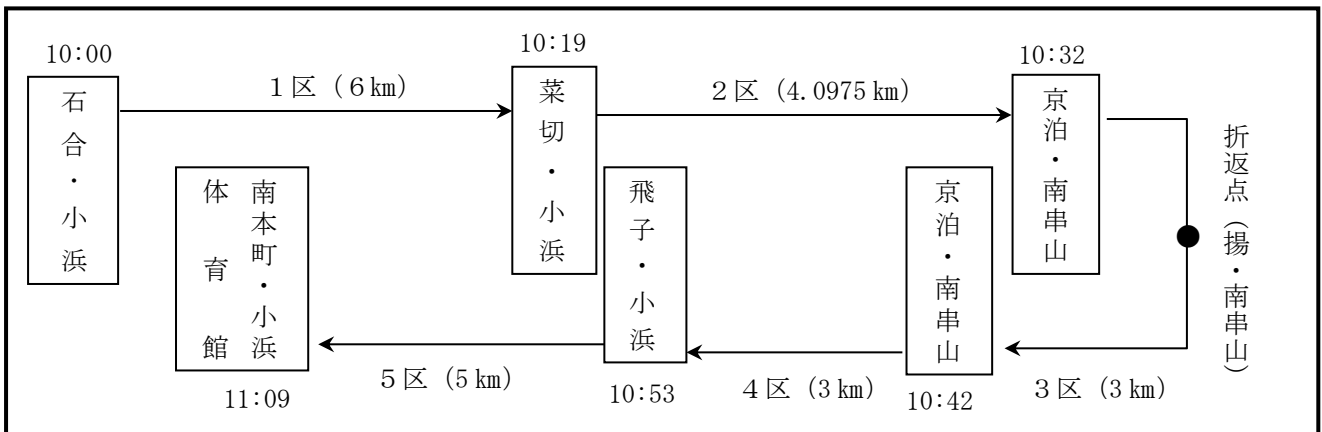 10:00
石合・小浜
1区（6㎞）
10:19
菜切・小浜
2区（4.0975㎞）
10:32
京泊・南串山
折返点（揚・南串山）
3区（3㎞）
京泊・南串山
10:42
4区（3㎞）
飛子・小浜
10:53
5区（5㎞）
南本町・小浜
体育館
11:09